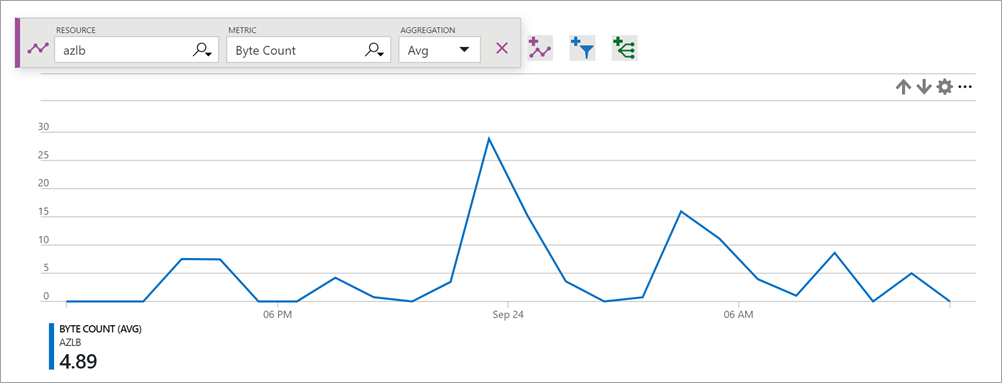 RESOURCE METRIC AGGREGATION
azlb Byte Count Avg
30
25
20
15
10
5
0
06 PM Sep 24 06 AM
BYTE COUNT (AVG)
AZLB
4.89